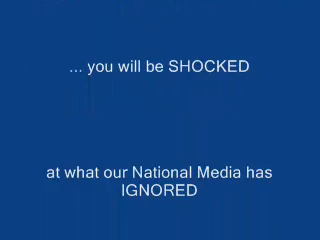 ... you will be SHOCKED
at what our National Media has
IGNORED